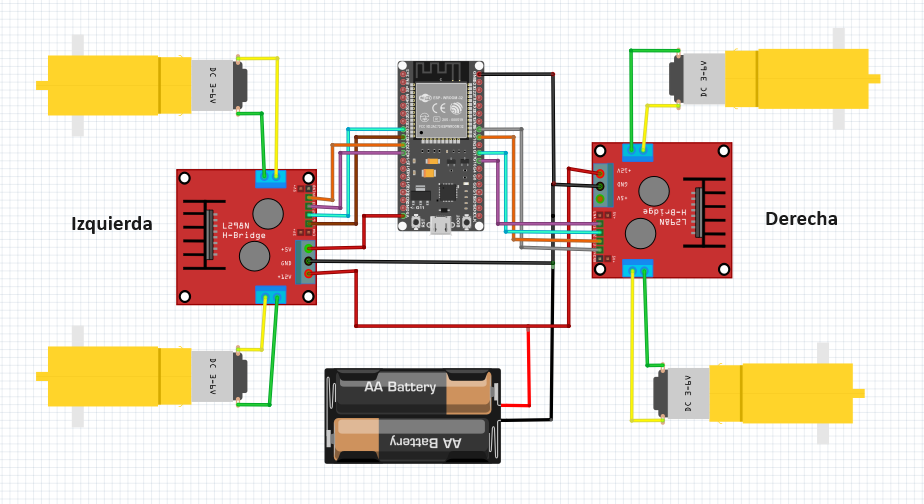 DC 3-6V
DC 3-6V
Izquierda
L298N
H-Bridge
+5V
GND
+12V
+12V
GND
+5V
L298N
H-Bridge
Derecha
DC 3-6V
AA Battery
AA Battery
DC 3-6V